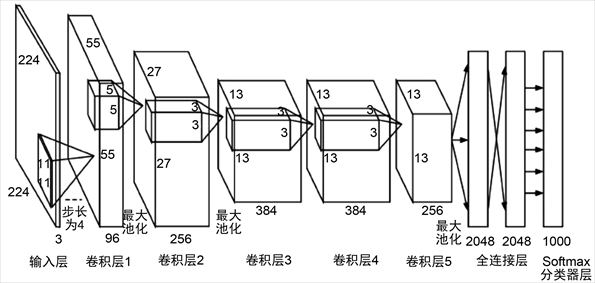 224
224
11
11
步长
为4
3
输入层
55
5
5
55
96
卷积层1
最大
池化
27
3
3
27
256
卷积层2
最大
池化
13
3
3
13
384
卷积层3
13
3
3
13
384
卷积层4
13
13
256
卷积层5
最大
池化
2048
2048
全连接层
1000
Softmax
分类器层